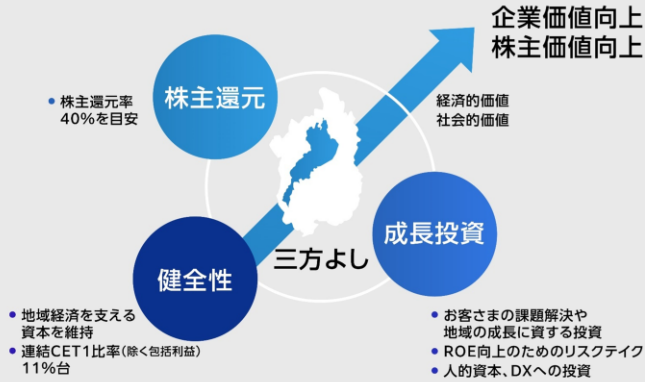 企業価値向上
株主価値向上
経済的価値
社会的価値
株主還元
• 株主還元率
40%を目安
三方よし
成長投資
健全性
• 地域経済を支える
資本を維持
• 連結CET1比率(除く包括利益)
11%台
• お客さまの課題解決や
地域の成長に資する投資
• ROE向上のためのリスクテイク
• 人的資本、DXへの投資